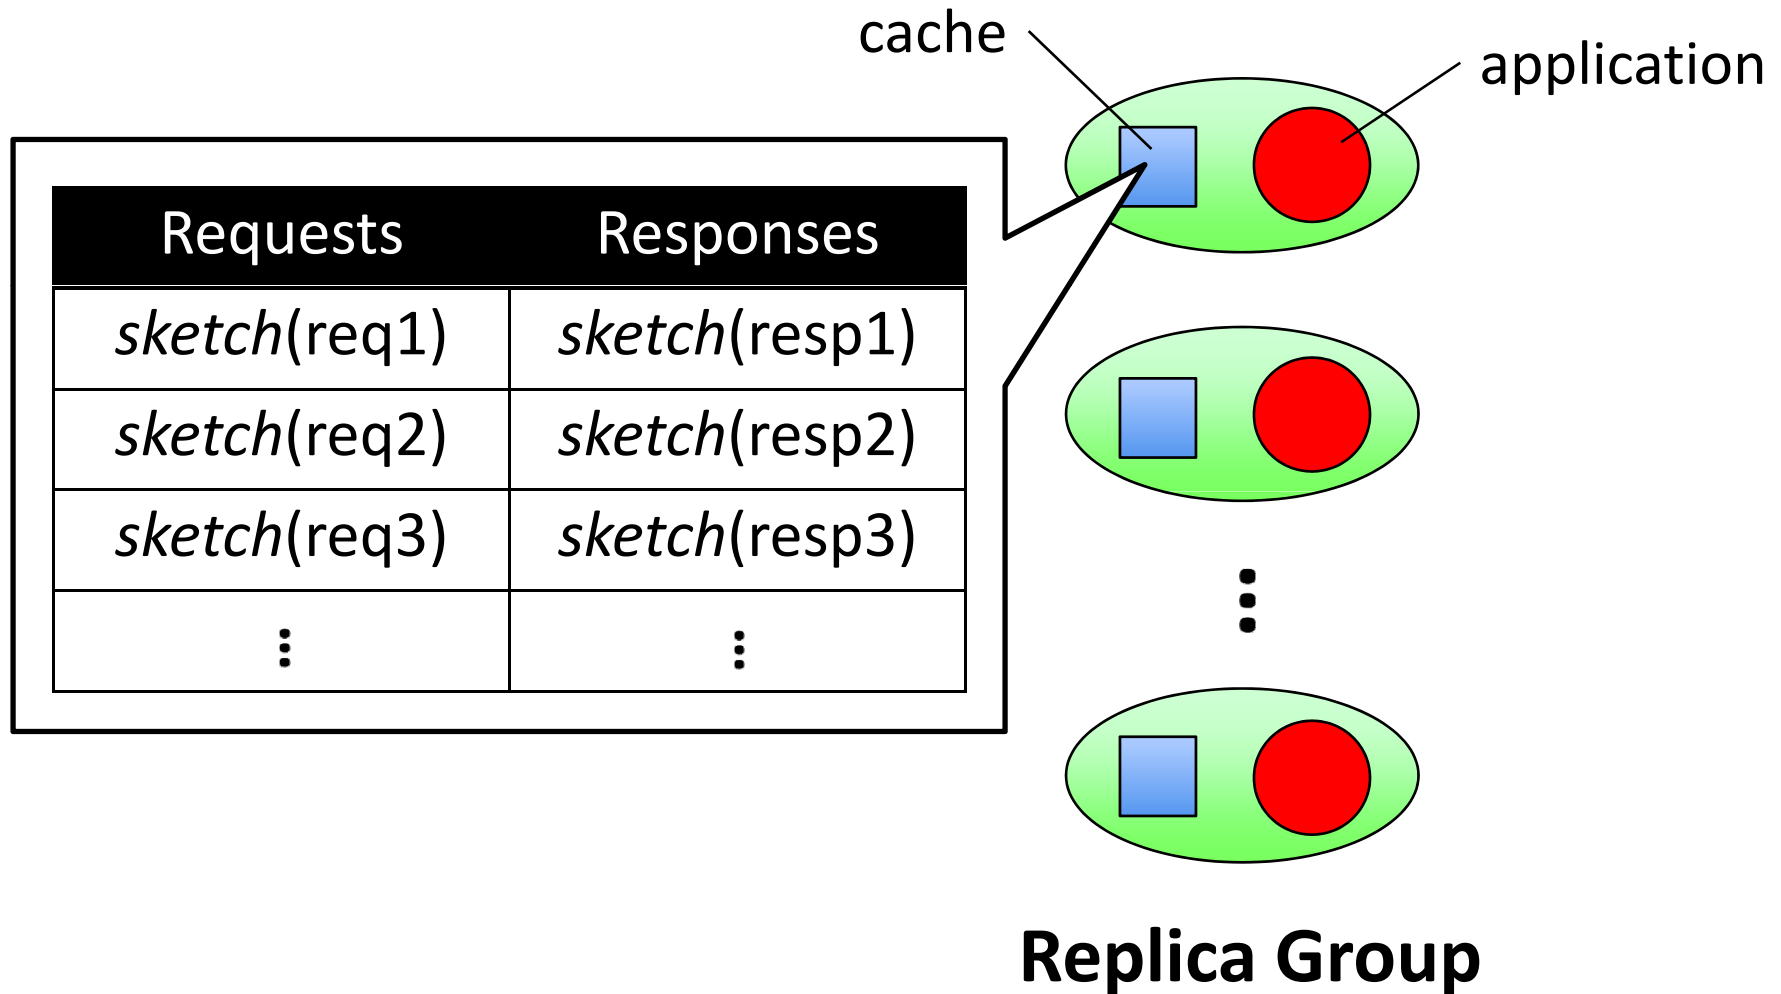 cache
application
Requests Responses
sketch(req1) sketch(resp1)
sketch(req2) sketch(resp2)
sketch(req3) sketch(resp3)
Replica Group